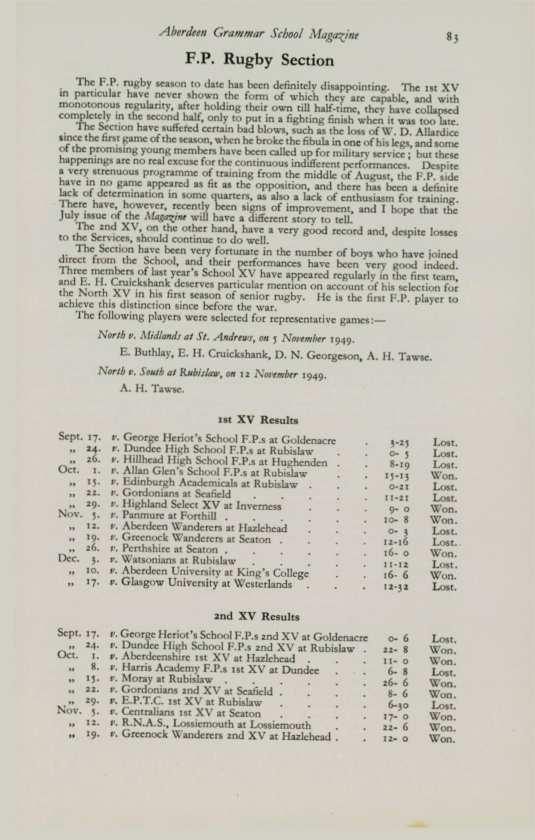 Aberdeen Grammar School Magazine 83
F.P. Rugby Section
The F.P. rugby season to date has been definitely disappointing. The 1st XV
in particular have never shown the form of which they are capable, and with
monotonous regularity, after holding their own till half-time, they have collapsed
completely in the second half, only to put in a fighting finish when it was too late.
The Section have suffered certain bad blows, such as the loss of W. D. Allardice
since the first game of the season, when he broke the fibula in one of his legs, and some
of the promising young members have been called up for military service; but these
happenings are no real excuse for the continuous indifferent performances. Despite
a very strenuous programme of training from the middle of August, the F.P. side
have in no game appeared as fit as the opposition, and there has been a definite
lack of determination in some quarters, as also a lack of enthusiasm for training.
There have, however, recently been signs of improvement, and I hope that the
July issue of the Magazine will have a different story to tell.
The 2nd XV, on the other hand, have a very good record and, despite losses
to the Services, should continue to do well.
The Section have been very fortunate in the number of boys who have joined
direct from the School, and their performances have been very good indeed.
Three members of last year's School XV have appeared regularly in the first team,
and E. H. Cruickshank deserves particular mention on account of his selection for
the North XV in his first season of senior rugby. He is the first F.P. player to
achieve this distinction since before the war.
The following players were selected for representative games:—
North v. Midlands at St. Andrews, on 5 November 1949.
E. Buthlay, E. H. Cruickshank, D. N. Georgeson, A. H. Tawse.
North v. South at Rubislaw, on 12 November 1949.
A. H. Tawse.
1st XV Results
Sept. 17. v. George Heriot's School F.P.s at Goldenacre . 3-25 Lost.
„ 24. v. Dundee High School F.P.s at Rubislaw . 0- 5 Lost.
„ 26. v. Hillhead High School F.P.s at Hughenden . . 8-19 Lost.
Oct. 1. v. Allan Glen's School F.P.s at Rubislaw . . 15-13 Won.
„ 15. v. Edinburgh Academicals at Rubislaw . . . 0-21 Lost.
„ 22. v. Gordonians at Seafield . . . . . 11-21 Lost.
„ 29. v. Highland Select XV at Inverness . . . 9- 0 Won.
Nov. 5. v. Panmure at Forthill . . . . . 10- 8 Won.
„ 12. v. Aberdeen Wanderers at Hazlehead . . . 0- 3 Lost.
„ 19. v. Greenock Wanderers at Seaton . . . . 12-16 Lost.
„ 26. v. Perthshire at Seaton . . . . . 16- 0 Won.
Dec. 3. v. Watsonians at Rubislaw . . . . 11-12 Lost.
„ 10. v. Aberdeen University at King's College . . 16- 6 Won.
„ 17. v. Glasgow University at Westerlands . . . 12-32 Lost.
2nd XV Results
Sept. 17. v. George Heriot's School F.P.s 2nd XV at Goldenacre 0- 6 Lost.
„ 24. v. Dundee High School F.P.s 2nd XV at Rubislaw . 22- 8 Won.
Oct. 1. v. Aberdeenshire 1st XV at Hazlehead . . . 11- 0 Won.
„ 8. v. Harris Academy F.P.s 1st XV at Dundee . . 6- 8 Lost.
„ 15. v. Moray at Rubislaw . . . . . 26- 6 Won.
„ 22. v. Gordonians 2nd XV at Seafield . . . . 8- 6 Won.
„ 29. v. E.P.T.C. 1st XV at Rubislaw . . . . 6-30 Lost.
Nov. 5. v. Centralians 1st XV at Seaton . . . . 17- 0 Won.
„ 12. v. R.N.A.S., Lossiemouth at Lossiemouth . . 22- 6 Won.
„ 19. v. Greenock Wanderers 2nd XV at Hazlehead . . 12- 0 Won.